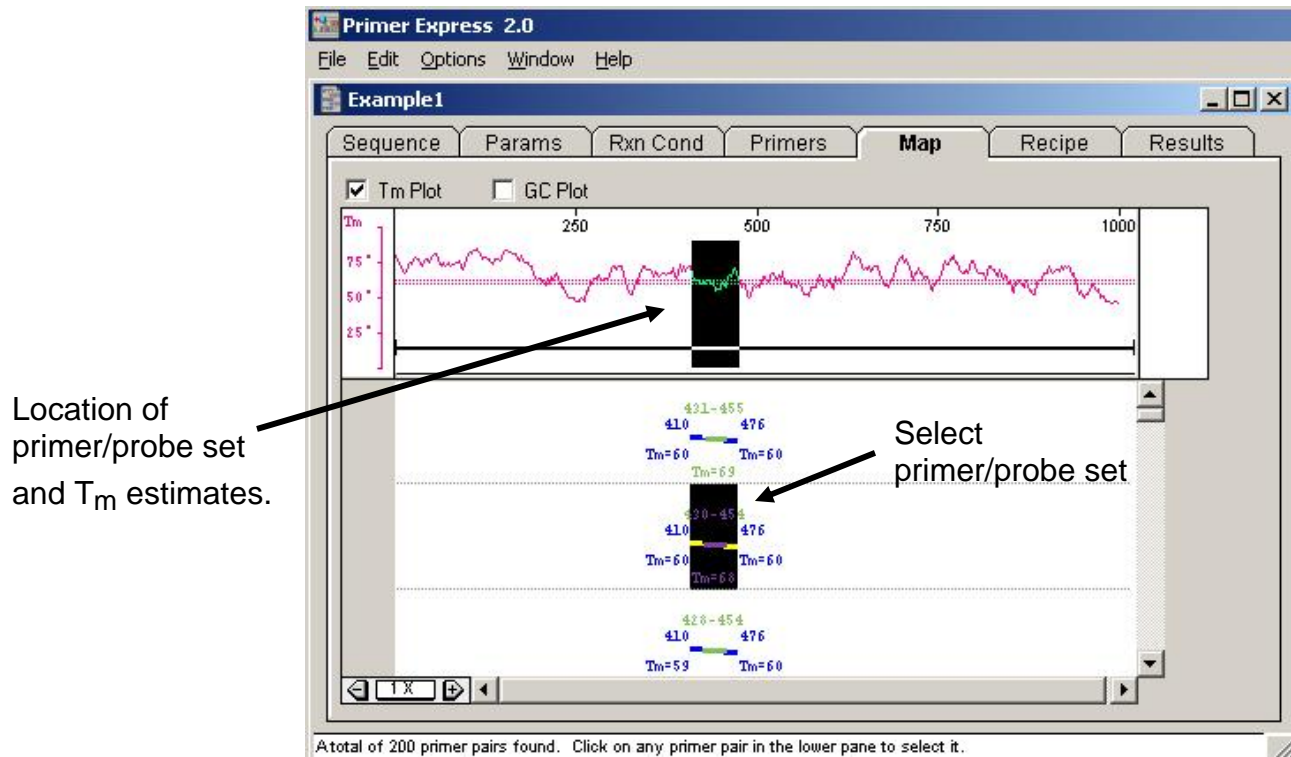 Primer Express 2.0
File Edit Options Window Help
Example1
Sequence Params Rxn Cond Primers Map Recipe Results
Tm Plot GC Plot
Tm 250 500 750 1000
75°
50°
25°
Location of
primer/probe set
and Tm estimates.
431-455
410 476
Tm=60 Tm=60
Tm=69
Select
primer/probe set
430-454
410 476
Tm=60 Tm=60
Tm=68
428-454
410 476
Tm=59 Tm=60
1X
A total of 200 primer pairs found. Click on any primer pair in the lower pane to select it.